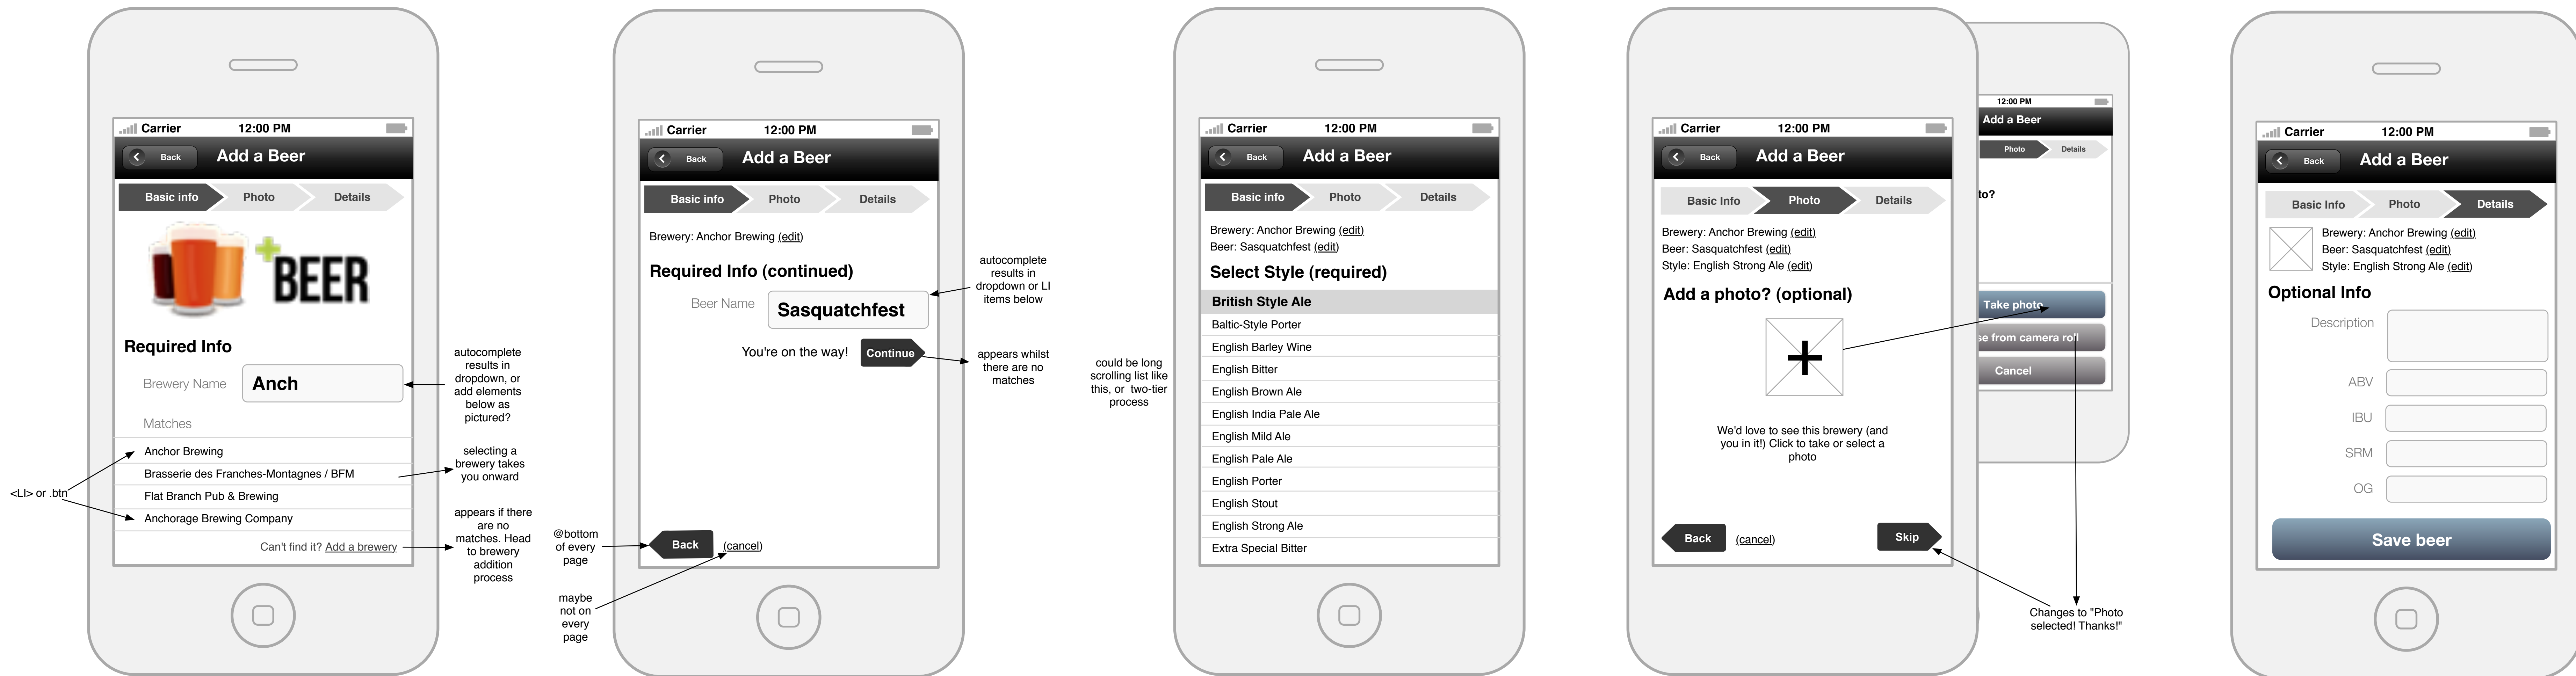 Carrier
12:00 PM
Back
Add a Beer
Basic info
Photo
Details
+BEER
Required Info
Brewery Name
Anch
Matches
Anchor Brewing
Brasserie des Franches-Montagnes / BFM
Flat Branch Pub & Brewing
Anchorage Brewing Company
Can't find it? Add a brewery
<LI> or .btn
autocomplete
results in
dropdown, or
add elements
below as
pictured?
selecting a
brewery takes
you onward
appears if there
are no
matches. Head
to brewery
addition
process
Carrier
12:00 PM
Back
Add a Beer
Basic info
Photo
Details
Brewery: Anchor Brewing (edit)
Required Info (continued)
Beer Name
Sasquatchfest
You're on the way!
Continue
Back
(cancel)
autocomplete
results in
dropdown or LI
items below
appears whilst
there are no
matches
@bottom
of every
page
maybe
not on
every
page
Carrier
12:00 PM
Back
Add a Beer
Basic info
Photo
Details
Brewery: Anchor Brewing (edit)
Beer: Sasquatchfest (edit)
Select Style (required)
British Style Ale
Baltic-Style Porter
English Barley Wine
English Bitter
English Brown Ale
English India Pale Ale
English Mild Ale
English Pale Ale
English Porter
English Stout
English Strong Ale
Extra Special Bitter
could be long
scrolling list like
this, or two-tier
process
Carrier
12:00 PM
Back
Add a Beer
Basic Info
Photo
Details
Brewery: Anchor Brewing (edit)
Beer: Sasquatchfest (edit)
Style: English Strong Ale (edit)
Add a photo? (optional)
We'd love to see this brewery (and
you in it!) Click to take or select a
photo
Back
(cancel)
Skip
12:00 PM
Add a Beer
Photo
Details
to?
Take photo
se from camera roll
Cancel
Changes to "Photo
selected! Thanks!"
Carrier
12:00 PM
Back
Add a Beer
Basic Info
Photo
Details
Brewery: Anchor Brewing (edit)
Beer: Sasquatchfest (edit)
Style: English Strong Ale (edit)
Optional Info
Description
ABV
IBU
SRM
OG
Save beer